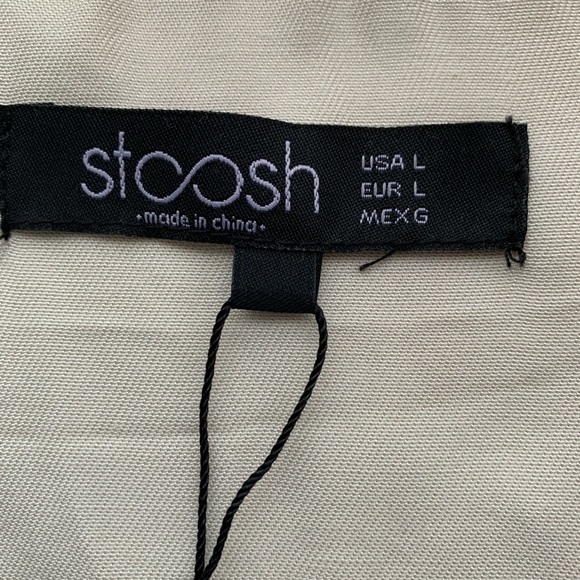 stoosh
•made in china•
USA L
EUR L
MEX G